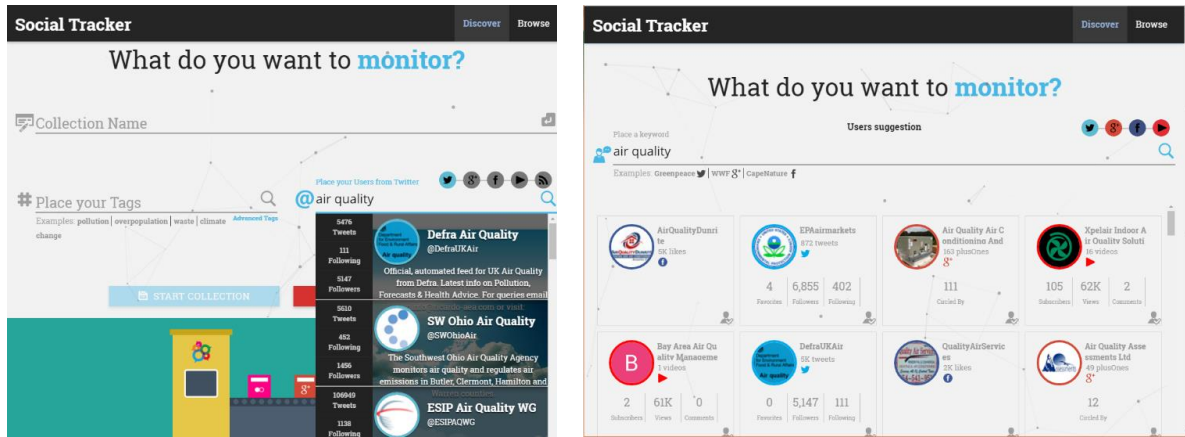 Social Tracker
Discover Browse
What do you want to monitor?
Collection Name
Place your Tags
Examples: pollution | overpopulation | waste | climate change
Advanced Tags
START COLLECTION
Place your Users from Twitter
@ air quality
5476
Tweets
111
Following
5147
Followers
Defra Air Quality
@DefraUKAir
Official, automated feed for UK Air Quality
from Defra. Latest info on Pollution,
Forecasts & Health Advice. For queries email
or visit:
5610
Tweets
452
Following
1456
Followers
SW Ohio Air Quality
@SWOhioAir
The Southwest Ohio Air Quality Agency
monitors air quality and regulates air
emissions in Butler, Clermont, Hamilton and
Warren counties.
106949
Tweets
1138
Following
ESIP Air Quality WG
@ESIPAQWG
Social Tracker
Discover Browse
What do you want to monitor?
Users suggestion
Place a keyword
air quality
Examples: Greenpeace | WWF | CapeNature
AirQualityDunri
te
5K likes
EPAairmarkets
872 tweets
4 6,855 402
Favorites Followers Following
Air Quality Air C
onditioning And
163 plusOnes
111
Circled By
Xpelair Indoor A
ir Quality Soluti
16 videos
105 62K 2
Subscribers Views Comments
B
Bay Area Air Qu
ality Manageme
1 videos
2 61K 0
Subscribers Views Comments
DefraUKAir
5K tweets
0 5,147 111
Favorites Followers Following
QualityAirServic
es
2K likes
Air Quality Asse
ssments Ltd
49 plusOnes
12
Circled By